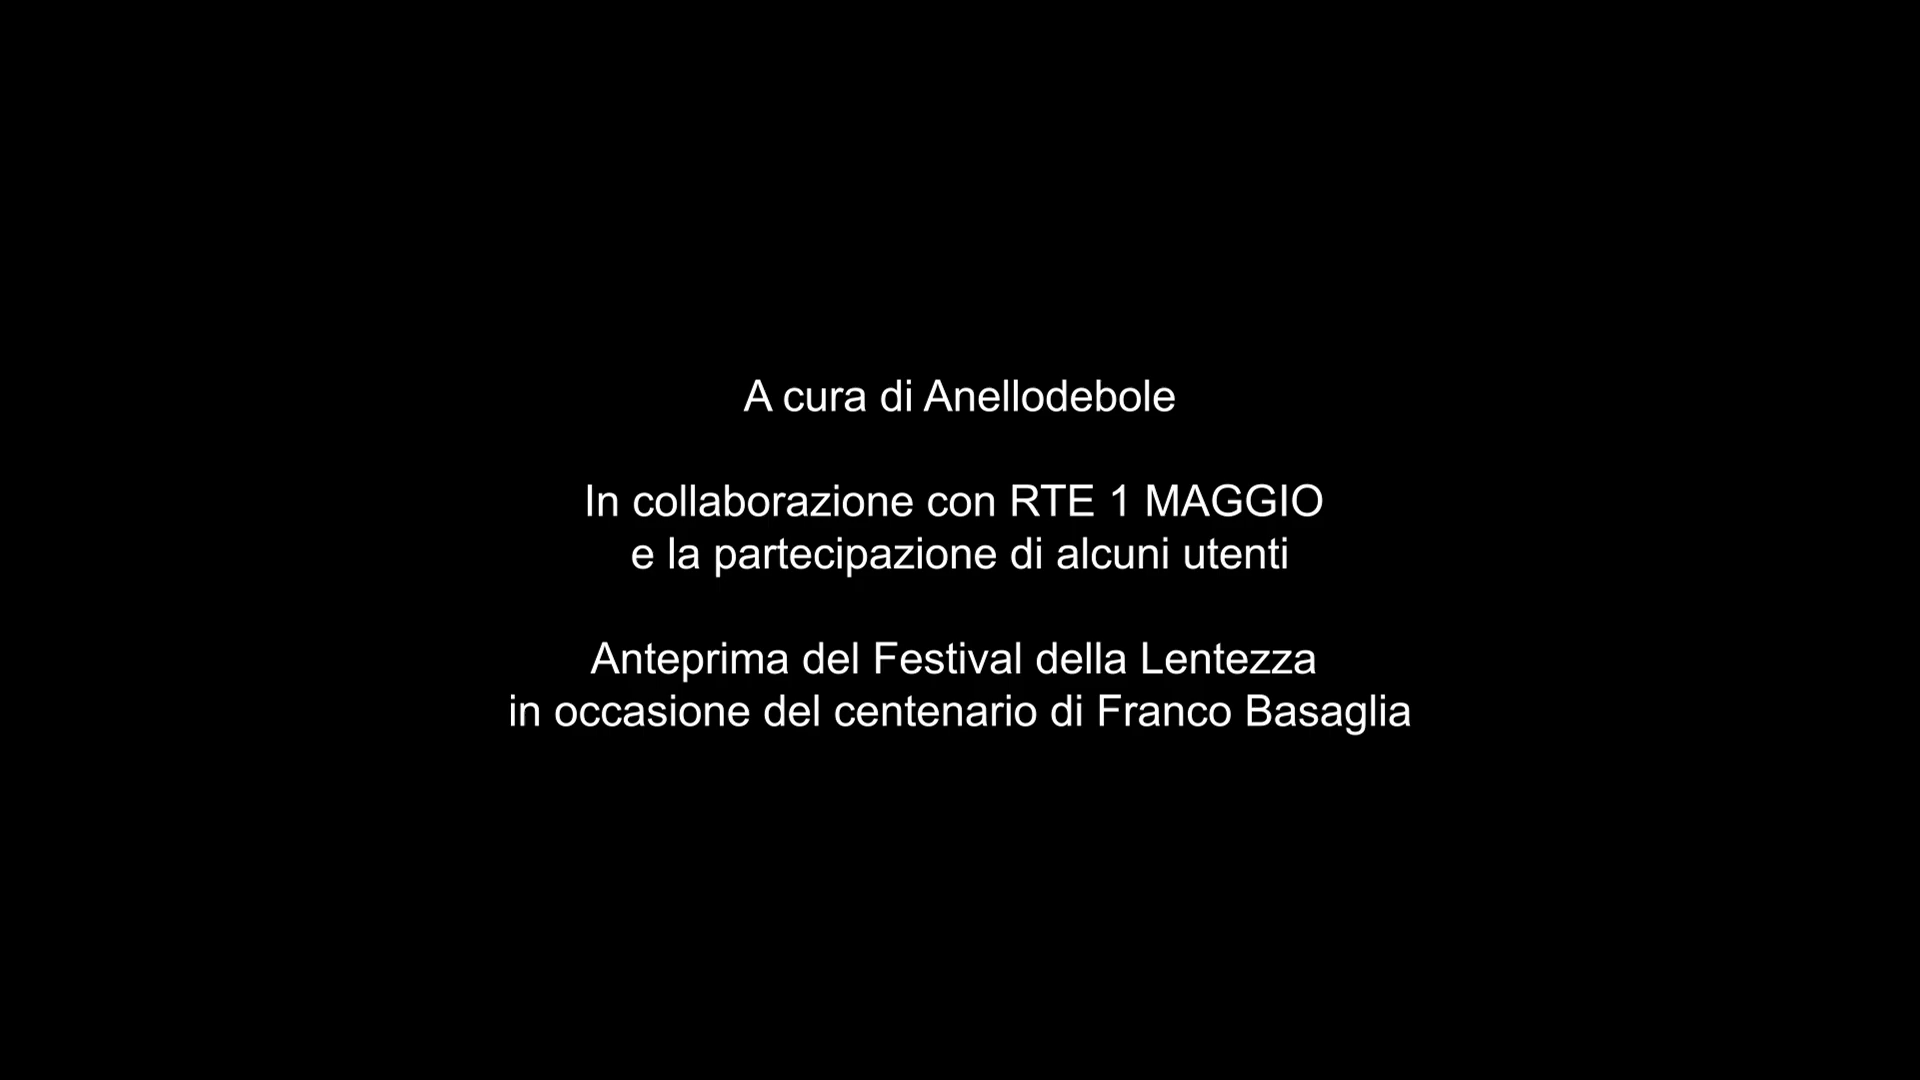 A cura di Anellodebole
In collaborazione con RTE 1 MAGGIO
e la partecipazione di alcuni utenti
Anteprima del Festival della Lentezza
in occasione del centenario di Franco Basaglia